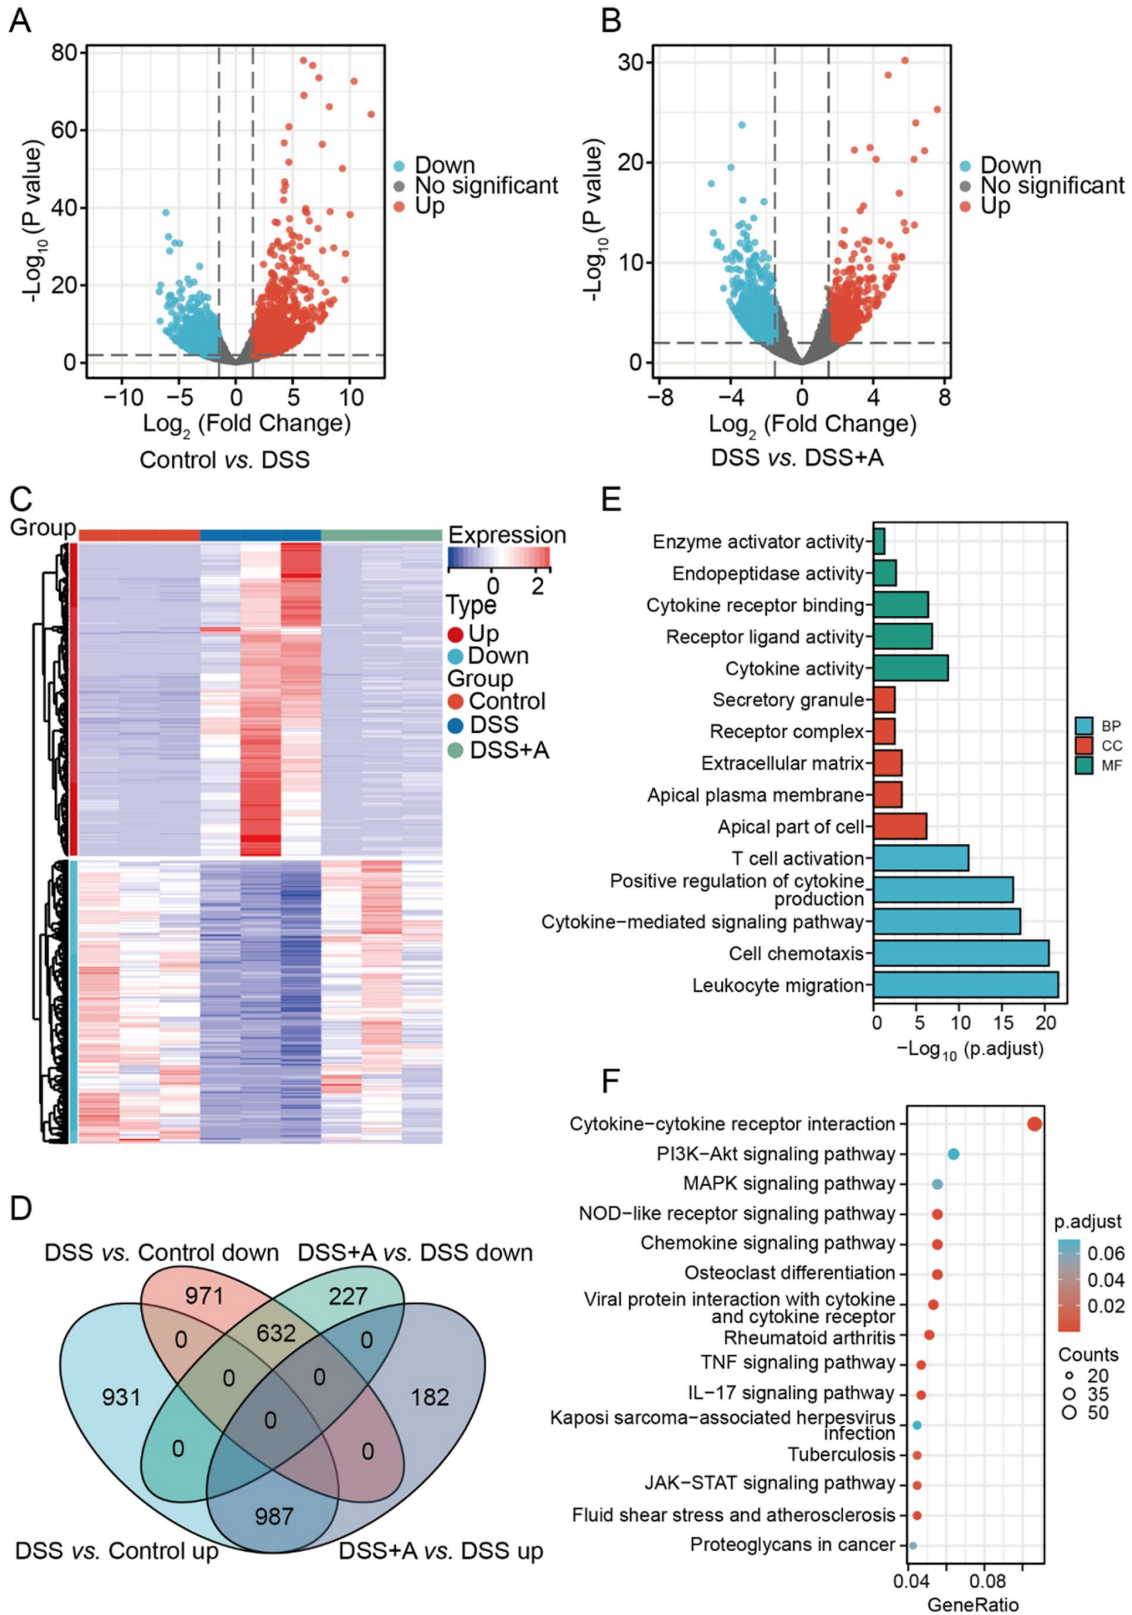 A
80
60
40
20
0
-Log10 (P value)
−10
−5
0
5
10
Log2 (Fold Change)
Control vs. DSS
Down
No significant
Up
B
30
20
10
0
-Log10 (P value)
−8
−4
0
4
8
Log2 (Fold Change)
DSS vs. DSS+A
Down
No significant
Up
C
Group
Expression
0
2
Type
Up
Down
Group
Control
DSS
DSS+A
E
Enzyme activator activity
Endopeptidase activity
Cytokine receptor binding
Receptor ligand activity
Cytokine activity
Secretory granule
Receptor complex
Extracellular matrix
Apical plasma membrane
Apical part of cell
T cell activation
Positive regulation of cytokine
production
Cytokine−mediated signaling pathway
Cell chemotaxis
Leukocyte migration
0
5
10
15
20
−Log10 (p.adjust)
BP
CC
MF
D
DSS vs. Control down
DSS+A vs. DSS down
971
227
0
632
0
931
0
0
182
0
0
0
987
DSS vs. Control up
DSS+A vs. DSS up
F
Cytokine−cytokine receptor interaction
PI3K−Akt signaling pathway
MAPK signaling pathway
NOD−like receptor signaling pathway
Chemokine signaling pathway
Osteoclast differentiation
Viral protein interaction with cytokine
and cytokine receptor
Rheumatoid arthritis
TNF signaling pathway
IL−17 signaling pathway
Kaposi sarcoma−associated herpesvirus
infection
Tuberculosis
JAK−STAT signaling pathway
Fluid shear stress and atherosclerosis
Proteoglycans in cancer
0.04
0.08
GeneRatio
p.adjust
0.06
0.04
0.02
Counts
20
35
50